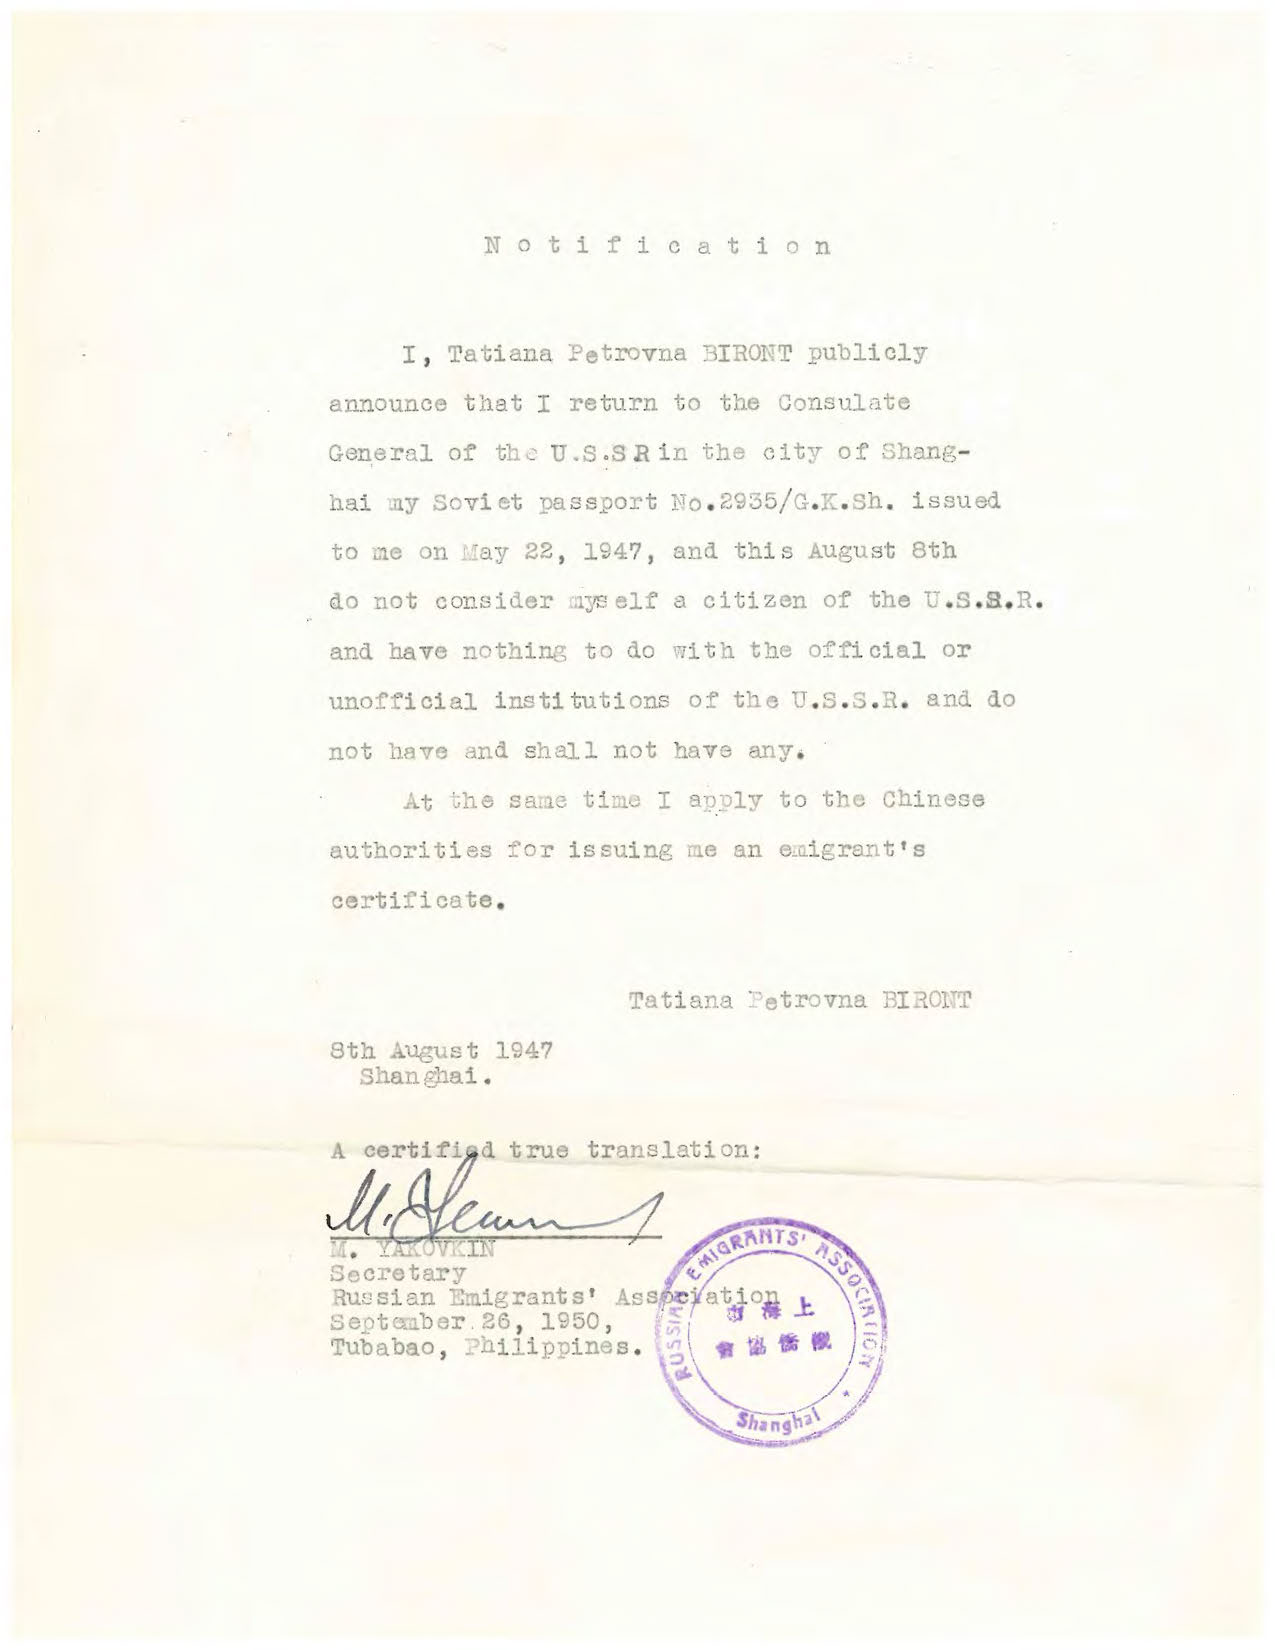 Notification
I, Tatiana Petrovna BIRONT publicly
announce that I return to the Consulate
General of the U.S.S R in the city of Shang-
hai my Soviet passport No.2935/G.K.Sh. issued
to me on May 22, 1947, and this August 8th
do not consider myself a citizen of the U.S.S.R.
and have nothing to do with the official or
unofficial institutions of the U.S.S.R. and do
not have and shall not have any.
At the same time I apply to the Chinese
authorities for issuing me an emigrant's
certificate.
Tatiana Petrovna BIRONT
8th August 1947
Shanghai.
A certified true translation:
M. YAKOVKIN
Secretary
Russian Emigrants' Association
September 26, 1950,
Tubabao, Philippines.
RUSSIAN EMIGRANTS' ASSOCIATION
市海上
會協僑俄
Shanghai